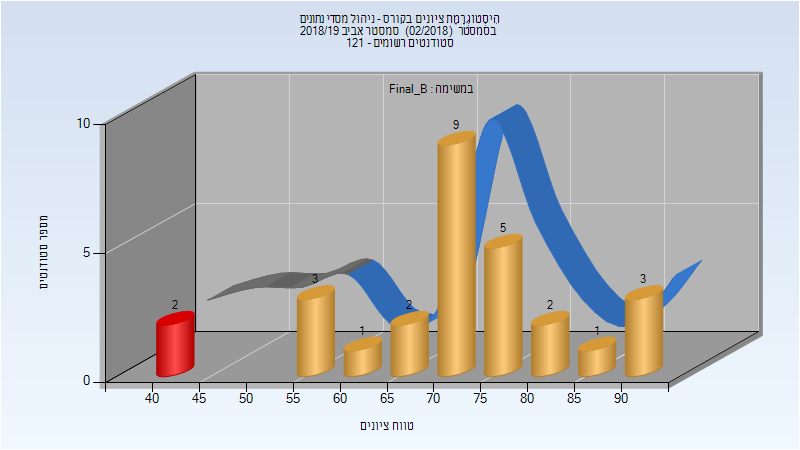 היסטוגרמת ציונים בקורס - ניהול מסדי נתונים
בסמסטר (02/2018) סמסטר אביב 2018/19
סטודנטים רשומים - 121
במשימה : Final_B
מספר סטודנטים
10
5
0
2
3
1
2
9
5
2
1
3
40 45 50 55 60 65 70 75 80 85 90
טווח ציונים